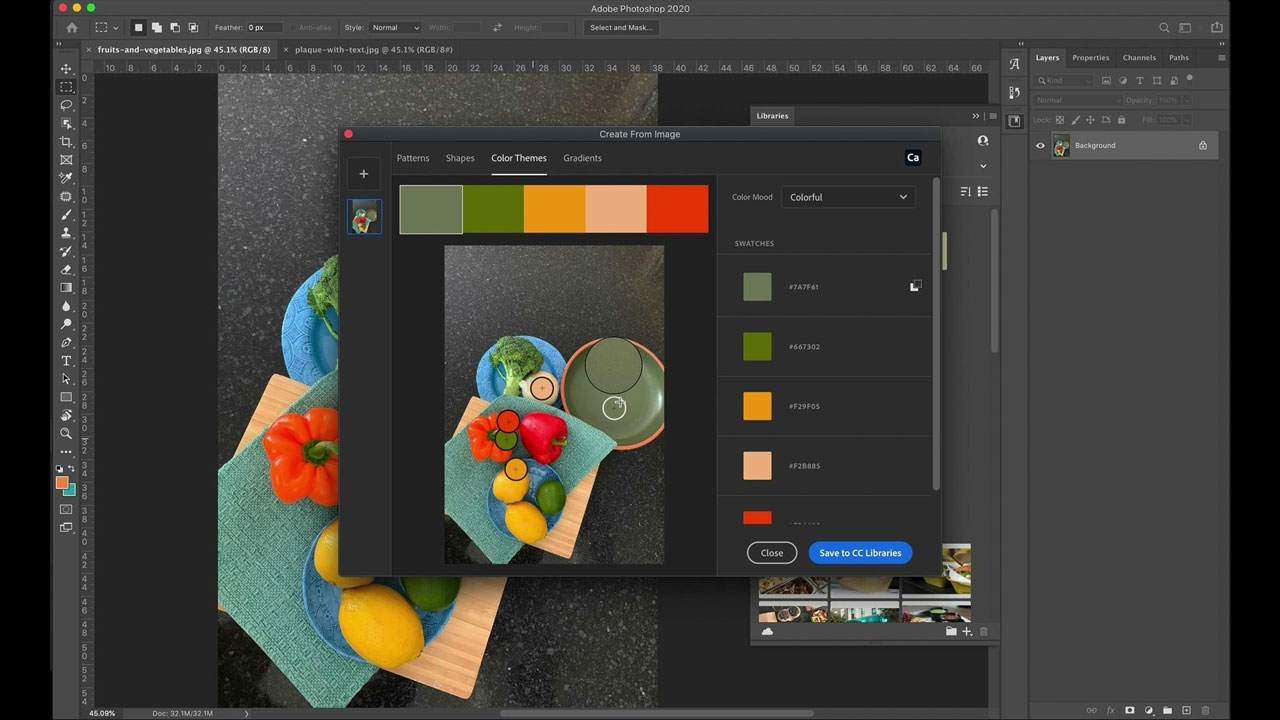 Adobe Photoshop 2020
Feather: 0 px
Anti-alias
Style: Normal
Width:
Height:
Select and Mask...
fruits-and-vegetables.jpg @ 45.1% (RGB/8)
plaque-with-text.jpg @ 45.1% (RGB/8#)
10 8 6 4 2 0 2 4 6 8 10 12 14 16 18 20 22 24 26 28 30 32 34 36 38 40 42 44 46 48 50 52 54 56 58 60 62 64 66
Layers Properties Channels Paths
Kind
Normal Opacity: 100%
Lock: Fill: 100%
Background
Libraries
Create From Image
Patterns Shapes Color Themes Gradients
Ca
Color Mood Colorful
SWATCHES
#7A7F61
#667302
#F29F05
#F2B885
Close Save to CC Libraries
45.09% Doc: 32.1M/32.1M